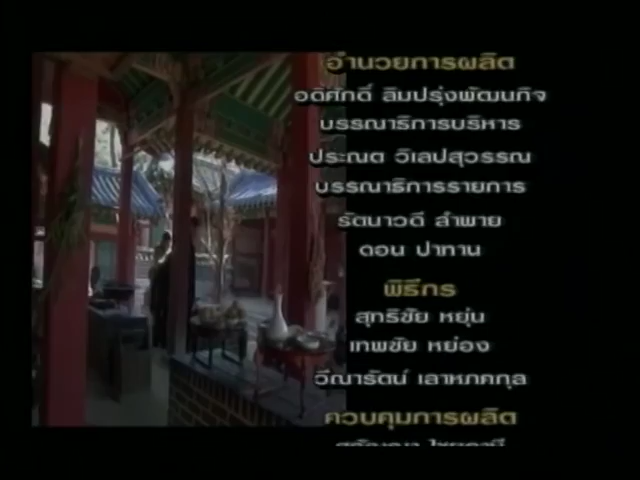 อำนวยการผลิต
อดิศักดิ์ ลิมปรุ่งพัฒนกิจ
บรรณาธิการบริหาร
ประณต วิเลปสุวรรณ
บรรณาธิการรายการ
รัตนาวดี ลำพาย
ดอน ปาทาน
พิธีกร
สุทธิชัย หยุ่น
เทพชัย หย่อง
วีณารัตน์ เลาหภคกุล
ควบคุมการผลิต